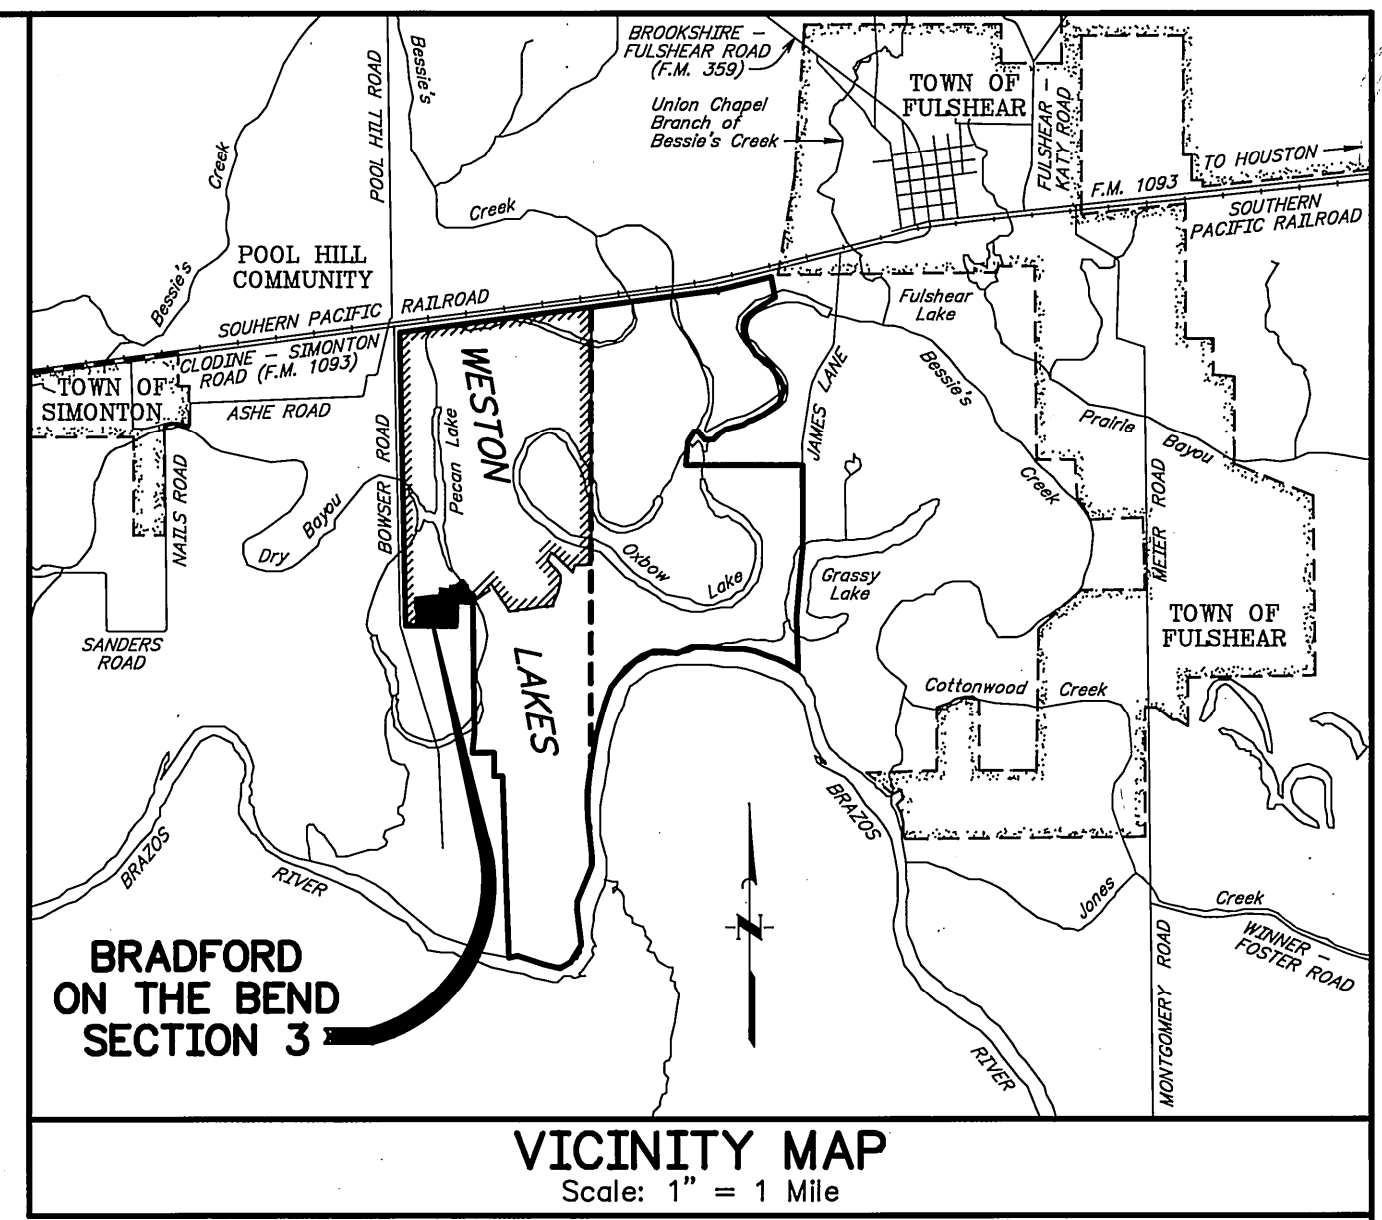 BROOKSHIRE -
FULSHEAR ROAD
(F.M. 359)
TOWN OF
FULSHEAR
Union Chapel
Branch of
Bessie's Creek
FULSHEAR -
KATY ROAD
TO HOUSTON
F.M. 1093
SOUTHERN
PACIFIC RAILROAD
POOL HILL ROAD
Bessie's
Creek
Creek
Bessie's
POOL HILL
COMMUNITY
SOUHERN PACIFIC RAILROAD
CLODINE - SIMONTON
ROAD (F.M. 1093)
TOWN OF
SIMONTON
ASHE ROAD
NAILS ROAD
BOWSER ROAD
Pecan Lake
WESTON
LAKES
Dry Bayou
Oxbow Lake
JAMES LANE
Fulshear
Lake
Bessie's
Creek
Prairie Bayou
MEIER ROAD
Grassy
Lake
TOWN OF
FULSHEAR
SANDERS
ROAD
Cottonwood Creek
BRAZOS
RIVER
BRAZOS
RIVER
Jones
Creek
WINNER -
FOSTER ROAD
MONTGOMERY ROAD
N
BRADFORD
ON THE BEND
SECTION 3
VICINITY MAP
Scale: 1" = 1 Mile